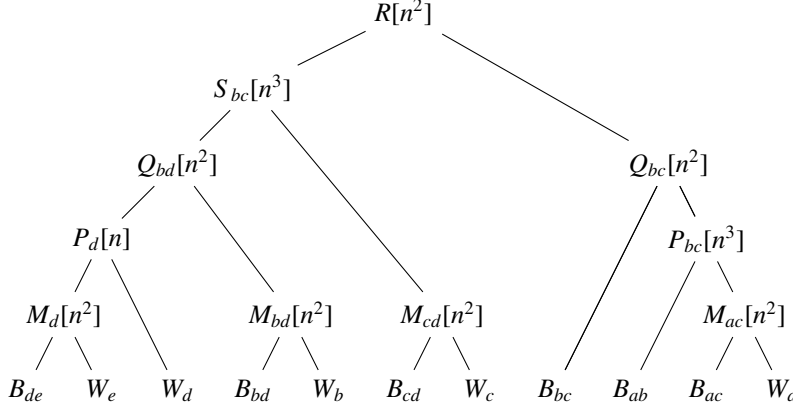 R[n²]
S_bc[n³]
Q_bd[n²] Q_bc[n²]
P_d[n] P_bc[n³]
M_d[n²] M_bd[n²] M_cd[n²] M_ac[n²]
B_de W_e W_d B_bd W_b B_cd W_c B_bc B_ab B_ac